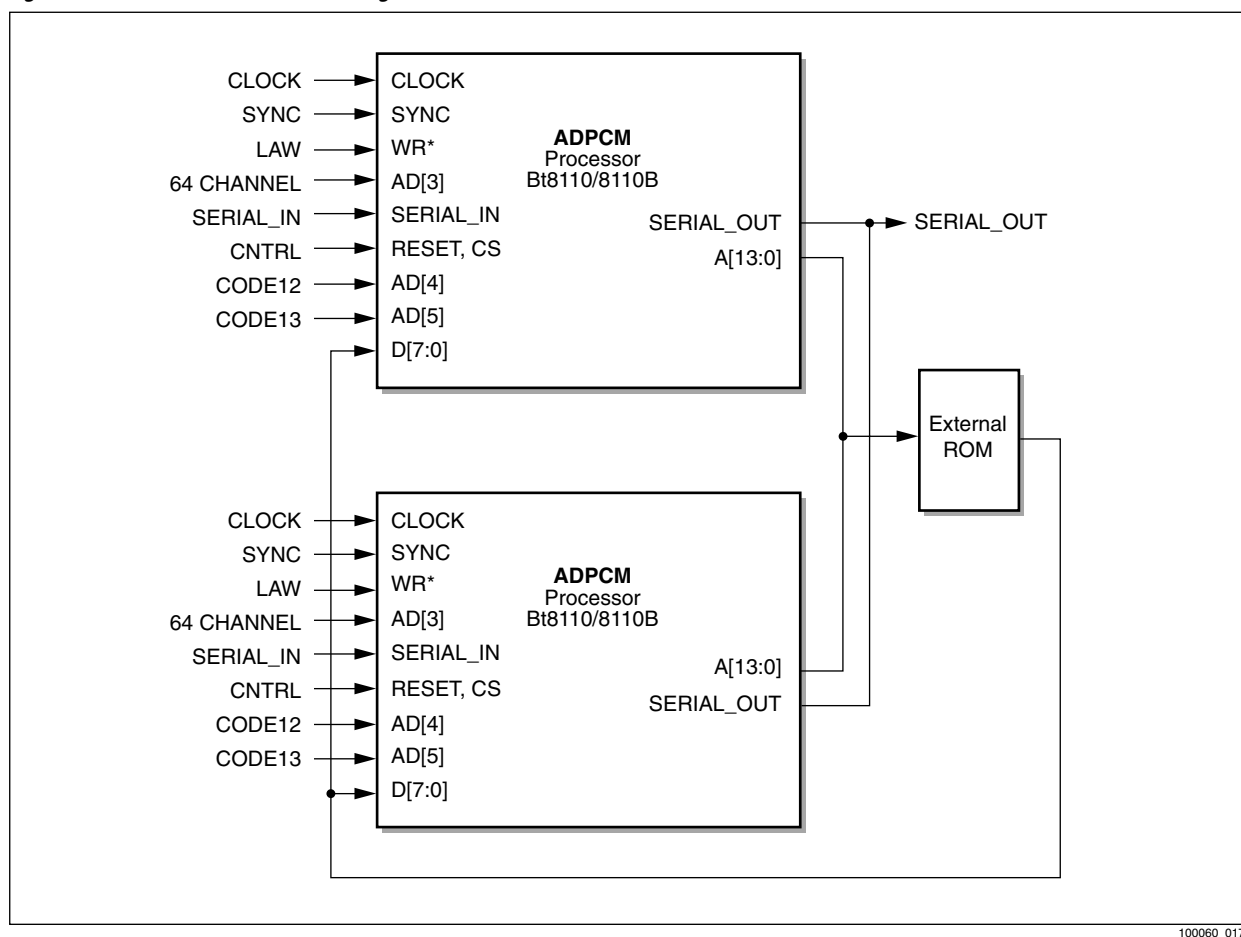 CLOCK
SYNC
LAW
64 CHANNEL
SERIAL_IN
CNTRL
CODE12
CODE13
CLOCK
SYNC
WR*
AD[3]
SERIAL_IN
RESET, CS
AD[4]
AD[5]
D[7:0]
ADPCM
Processor
Bt8110/8110B
SERIAL_OUT
A[13:0]
SERIAL_OUT
External
ROM
CLOCK
SYNC
LAW
64 CHANNEL
SERIAL_IN
CNTRL
CODE12
CODE13
CLOCK
SYNC
WR*
AD[3]
SERIAL_IN
RESET, CS
AD[4]
AD[5]
D[7:0]
ADPCM
Processor
Bt8110/8110B
A[13:0]
SERIAL_OUT
100060_017